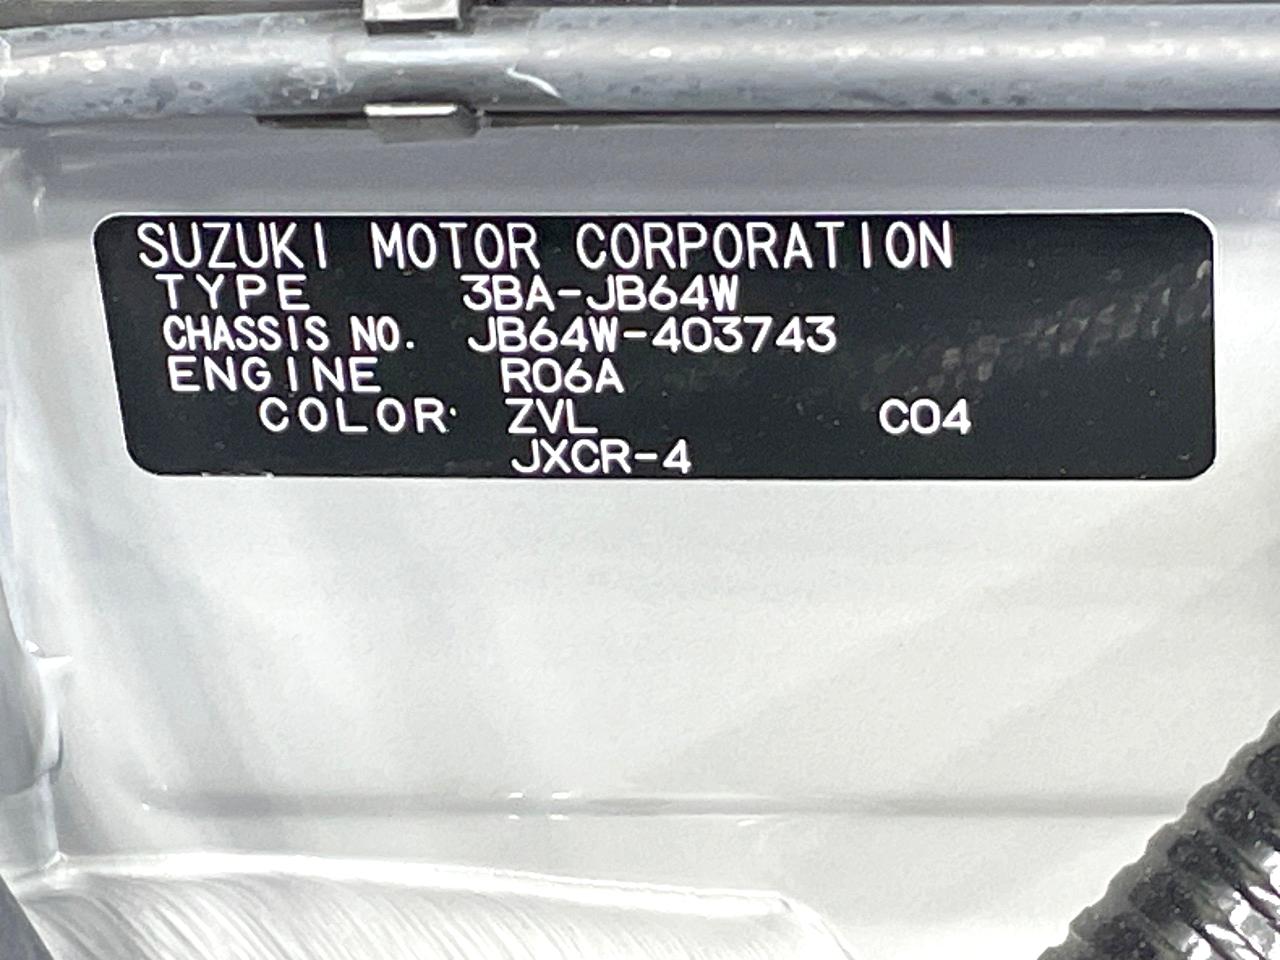 SUZUKI MOTOR CORPORATION
TYPE 3BA-JB64W
CHASSIS NO. JB64W-403743
ENGINE R06A
COLOR ZVL C04
JXCR-4